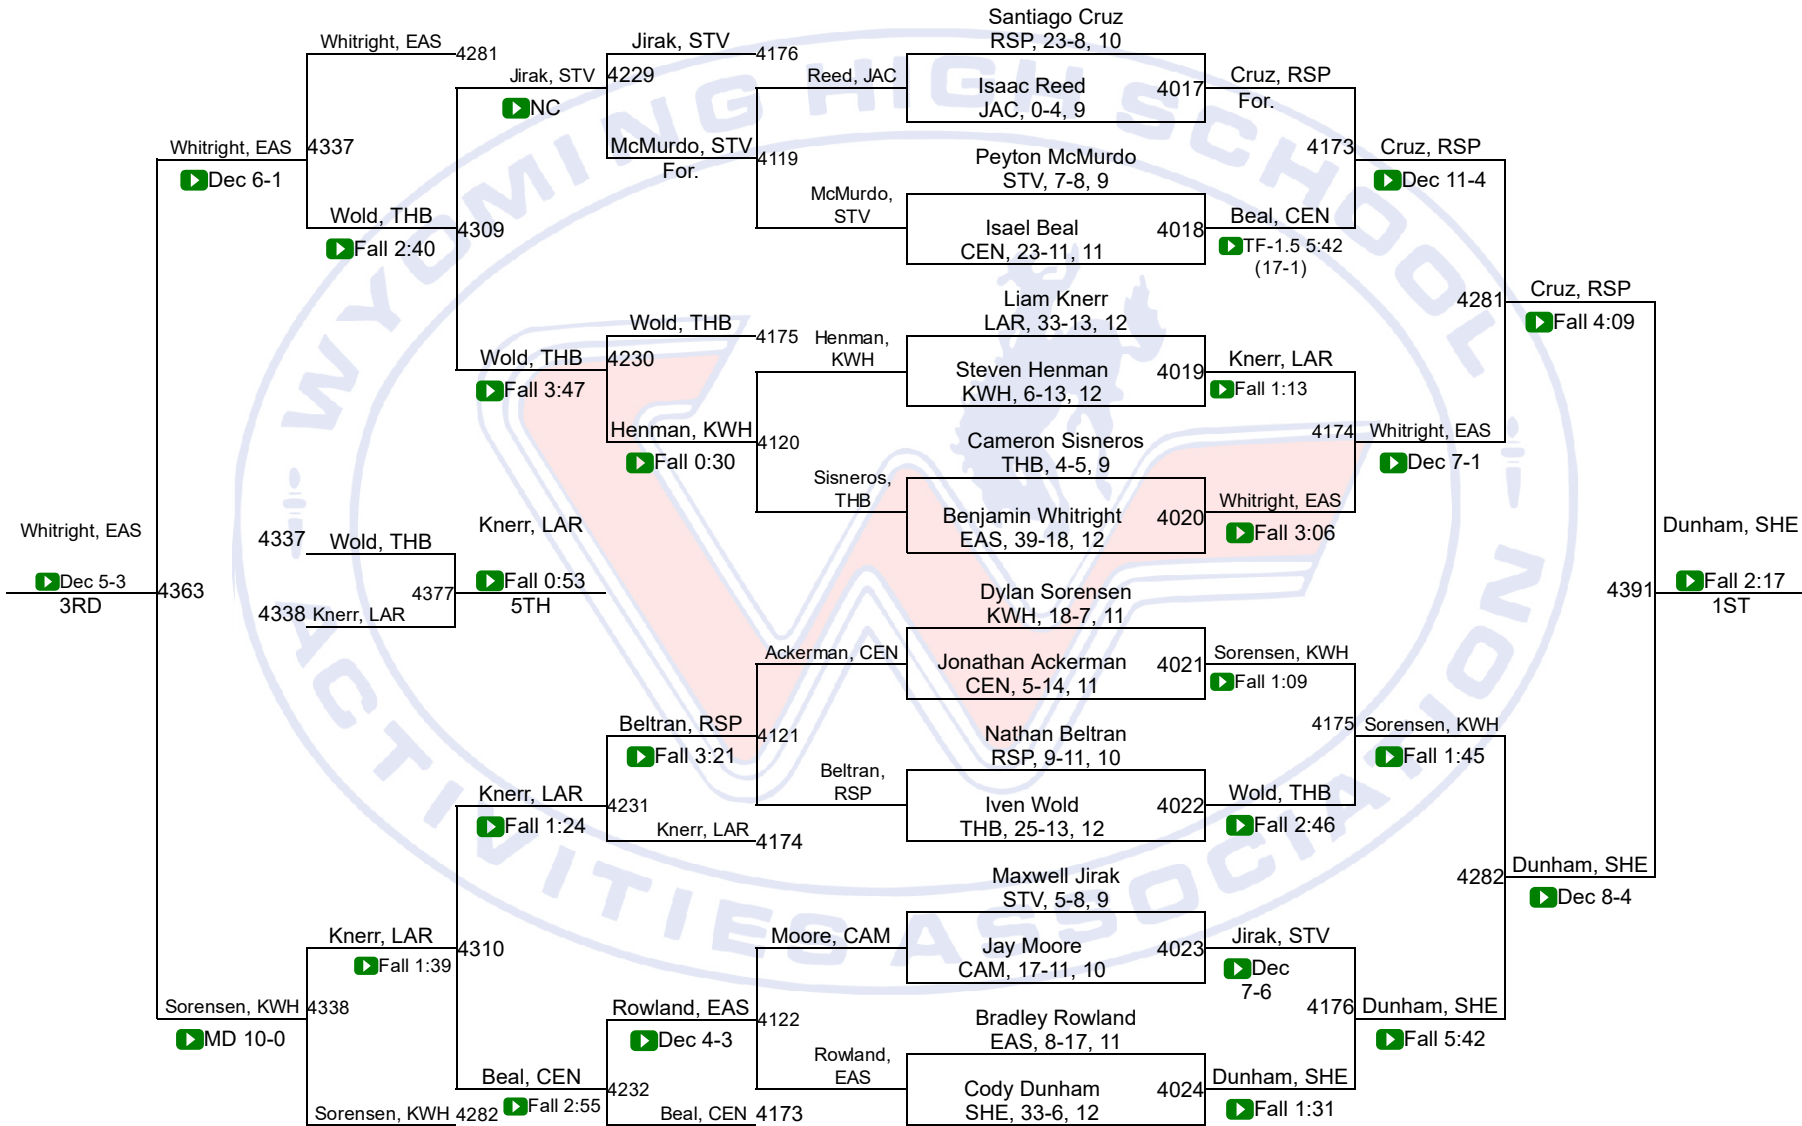 Santiago Cruz
RSP, 23-8, 10
Whitright, EAS
4281
Jirak, STV
4176
Jirak, STV
4229
NC
Reed, JAC
Isaac Reed
JAC, 0-4, 9
4017
Cruz, RSP
For.
Whitright, EAS
4337
Dec 6-1
McMurdo, STV
For.
4119
Peyton McMurdo
STV, 7-8, 9
4173
Cruz, RSP
Dec 11-4
McMurdo,
STV
Isael Beal
CEN, 23-11, 11
4018
Beal, CEN
TF-1.5 5:42
(17-1)
Wold, THB
Fall 2:40
4309
Liam Knerr
LAR, 33-13, 12
4281
Cruz, RSP
Fall 4:09
Wold, THB
4175
Henman,
KWH
Wold, THB
4230
Fall 3:47
Steven Henman
KWH, 6-13, 12
4019
Knerr, LAR
Fall 1:13
Henman, KWH
Fall 0:30
4120
Cameron Sisneros
THB, 4-5, 9
4174
Whitright, EAS
Dec 7-1
Sisneros,
THB
Benjamin Whitright
EAS, 39-18, 12
4020
Whitright, EAS
Fall 3:06
Whitright, EAS
Dec 5-3
3RD
4363
4337
Wold, THB
4338
Knerr, LAR
4377
Knerr, LAR
Fall 0:53
5TH
Dunham, SHE
4391
Fall 2:17
1ST
Dylan Sorensen
KWH, 18-7, 11
Ackerman, CEN
Jonathan Ackerman
CEN, 5-14, 11
4021
Sorensen, KWH
Fall 1:09
Beltran, RSP
Fall 3:21
4121
Nathan Beltran
RSP, 9-11, 10
4175
Sorensen, KWH
Fall 1:45
Beltran,
RSP
Iven Wold
THB, 25-13, 12
4022
Wold, THB
Fall 2:46
Knerr, LAR
Fall 1:24
4231
Knerr, LAR
4174
Maxwell Jirak
STV, 5-8, 9
4282
Dunham, SHE
Dec 8-4
Knerr, LAR
Fall 1:39
4310
Moore, CAM
Jay Moore
CAM, 17-11, 10
4023
Jirak, STV
Dec
7-6
Sorensen, KWH
4338
MD 10-0
Rowland, EAS
Dec 4-3
4122
Bradley Rowland
EAS, 8-17, 11
4176
Dunham, SHE
Fall 5:42
Rowland,
EAS
Cody Dunham
SHE, 33-6, 12
4024
Dunham, SHE
Fall 1:31
Beal, CEN
Fall 2:55
4232
Sorensen, KWH
4282
Beal, CEN
4173
WYOMING HIGH SCHOOL
ACTIVITIES ASSOCIATION